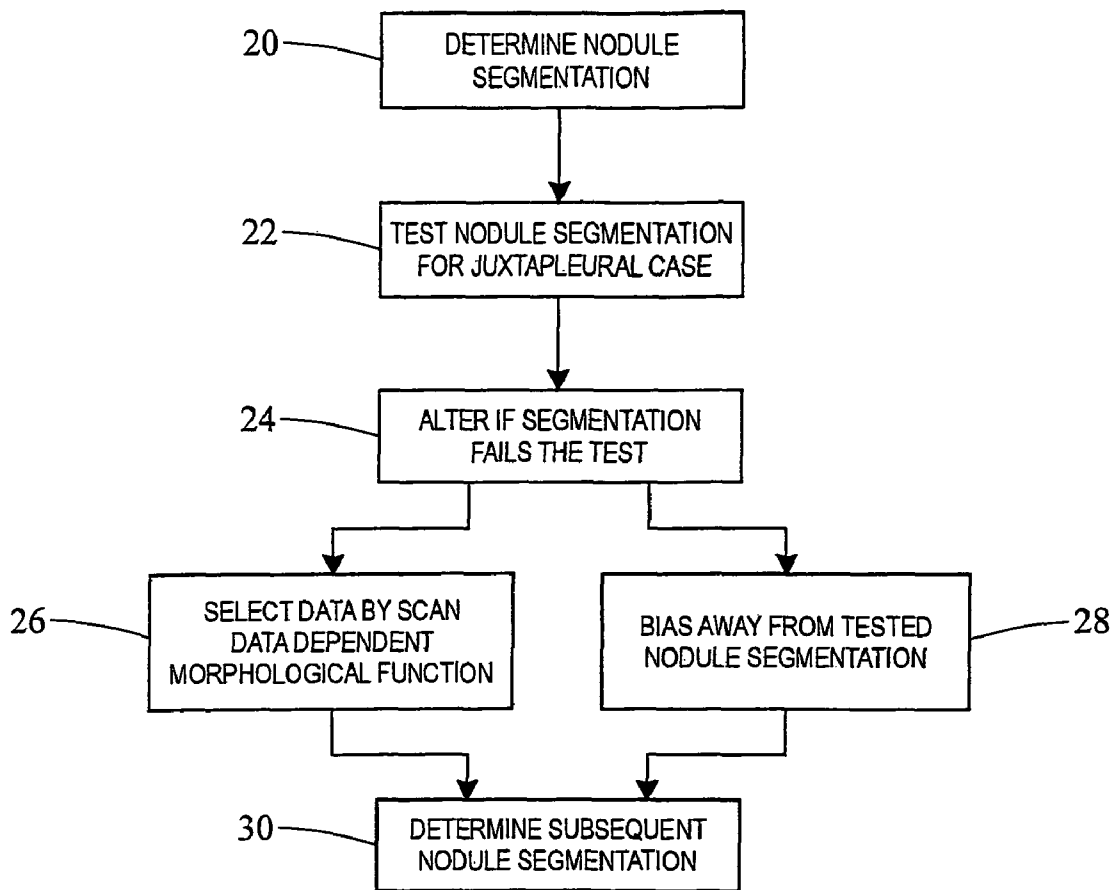 20
DETERMINE NODULE
SEGMENTATION
22
TEST NODULE SEGMENTATION
FOR JUXTAPLEURAL CASE
24
ALTER IF SEGMENTATION
FAILS THE TEST
26
SELECT DATA BY SCAN
DATA DEPENDENT
MORPHOLOGICAL FUNCTION
BIAS AWAY FROM TESTED
NODULE SEGMENTATION
28
30
DETERMINE SUBSEQUENT
NODULE SEGMENTATION